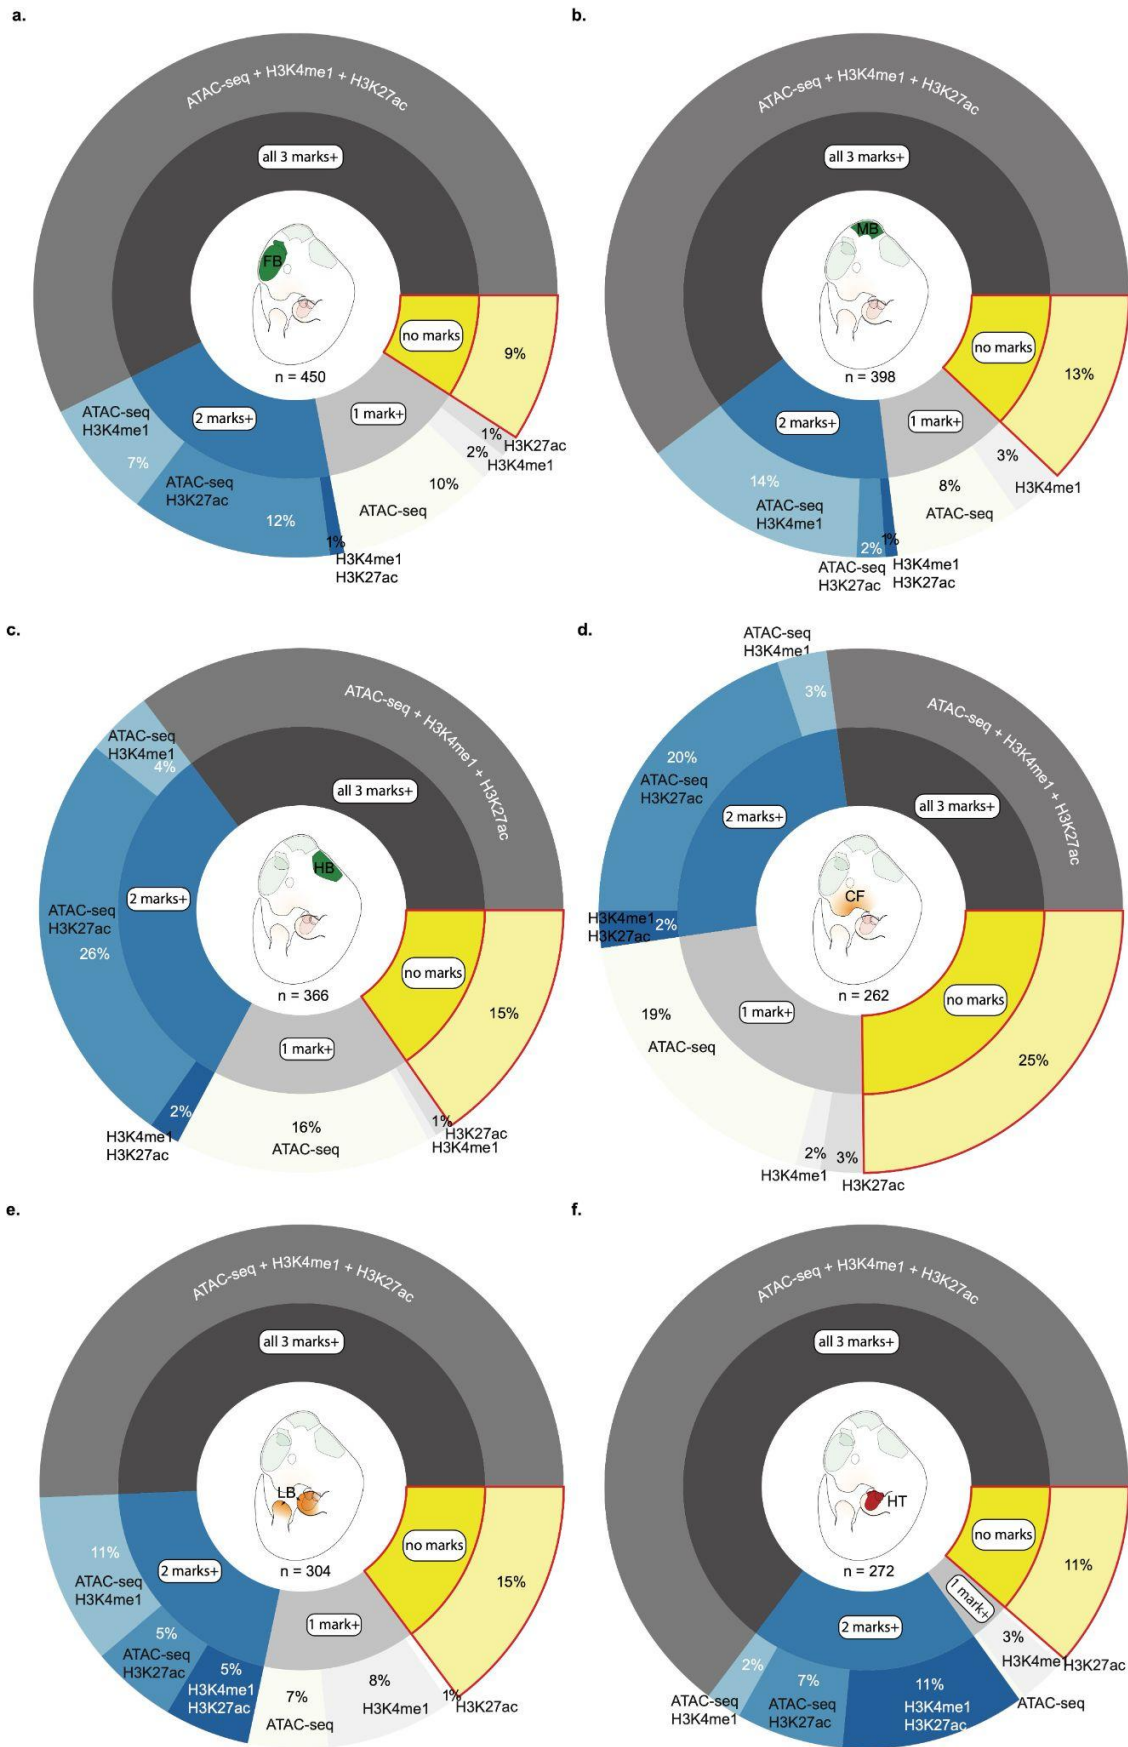 a.
ATAC-seq + H3K4me1 + H3K27ac
all 3 marks+
FB
n = 450
no marks
9%
2 marks+
1 mark+
ATAC-seq
H3K4me1
7%
ATAC-seq
H3K27ac
12%
1%
H3K4me1
H3K27ac
10%
ATAC-seq
2%
H3K4me1
1%
H3K27ac
b.
ATAC-seq + H3K4me1 + H3K27ac
all 3 marks+
MB
n = 398
no marks
13%
2 marks+
1 mark+
14%
ATAC-seq
H3K4me1
2%
ATAC-seq
H3K27ac
1%
H3K4me1
H3K27ac
8%
ATAC-seq
3%
H3K4me1
c.
ATAC-seq + H3K4me1 + H3K27ac
all 3 marks+
HB
n = 366
no marks
15%
ATAC-seq
H3K4me1
4%
2 marks+
ATAC-seq
H3K27ac
26%
2%
H3K4me1
H3K27ac
1 mark+
16%
ATAC-seq
1%
H3K27ac
H3K4me1
d.
ATAC-seq
H3K4me1
3%
ATAC-seq + H3K4me1 + H3K27ac
all 3 marks+
20%
ATAC-seq
H3K27ac
2 marks+
CF
n = 262
H3K4me1
H3K27ac
2%
no marks
25%
1 mark+
19%
ATAC-seq
2%
H3K4me1
3%
H3K27ac
e.
ATAC-seq + H3K4me1 + H3K27ac
all 3 marks+
LB
n = 304
no marks
15%
2 marks+
11%
ATAC-seq
H3K4me1
5%
ATAC-seq
H3K27ac
5%
H3K4me1
H3K27ac
1 mark+
7%
ATAC-seq
8%
H3K4me1
1%
H3K27ac
f.
ATAC-seq + H3K4me1 + H3K27ac
all 3 marks+
HT
n = 272
no marks
11%
1 mark+
2 marks+
2%
ATAC-seq
H3K4me1
7%
ATAC-seq
H3K27ac
11%
H3K4me1
H3K27ac
3%
H3K4me1
H3K27ac
ATAC-seq